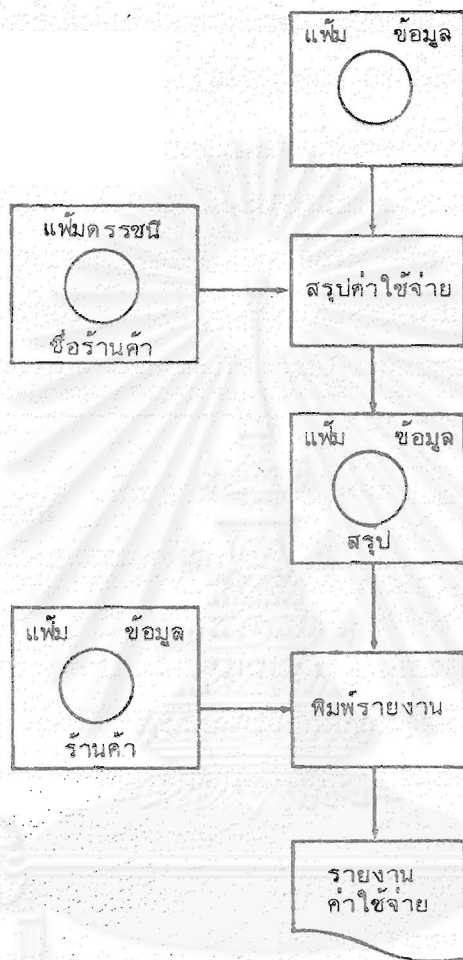 แฟ้ม ข้อมูล
แฟ้มดรรชนี
ชื่อร้านค้า
สรุปค่าใช้จ่าย
แฟ้ม ข้อมูล
สรุป
แฟ้ม ข้อมูล
ร้านค้า
พิมพ์รายงาน
รายงาน
ค่าใช้จ่าย